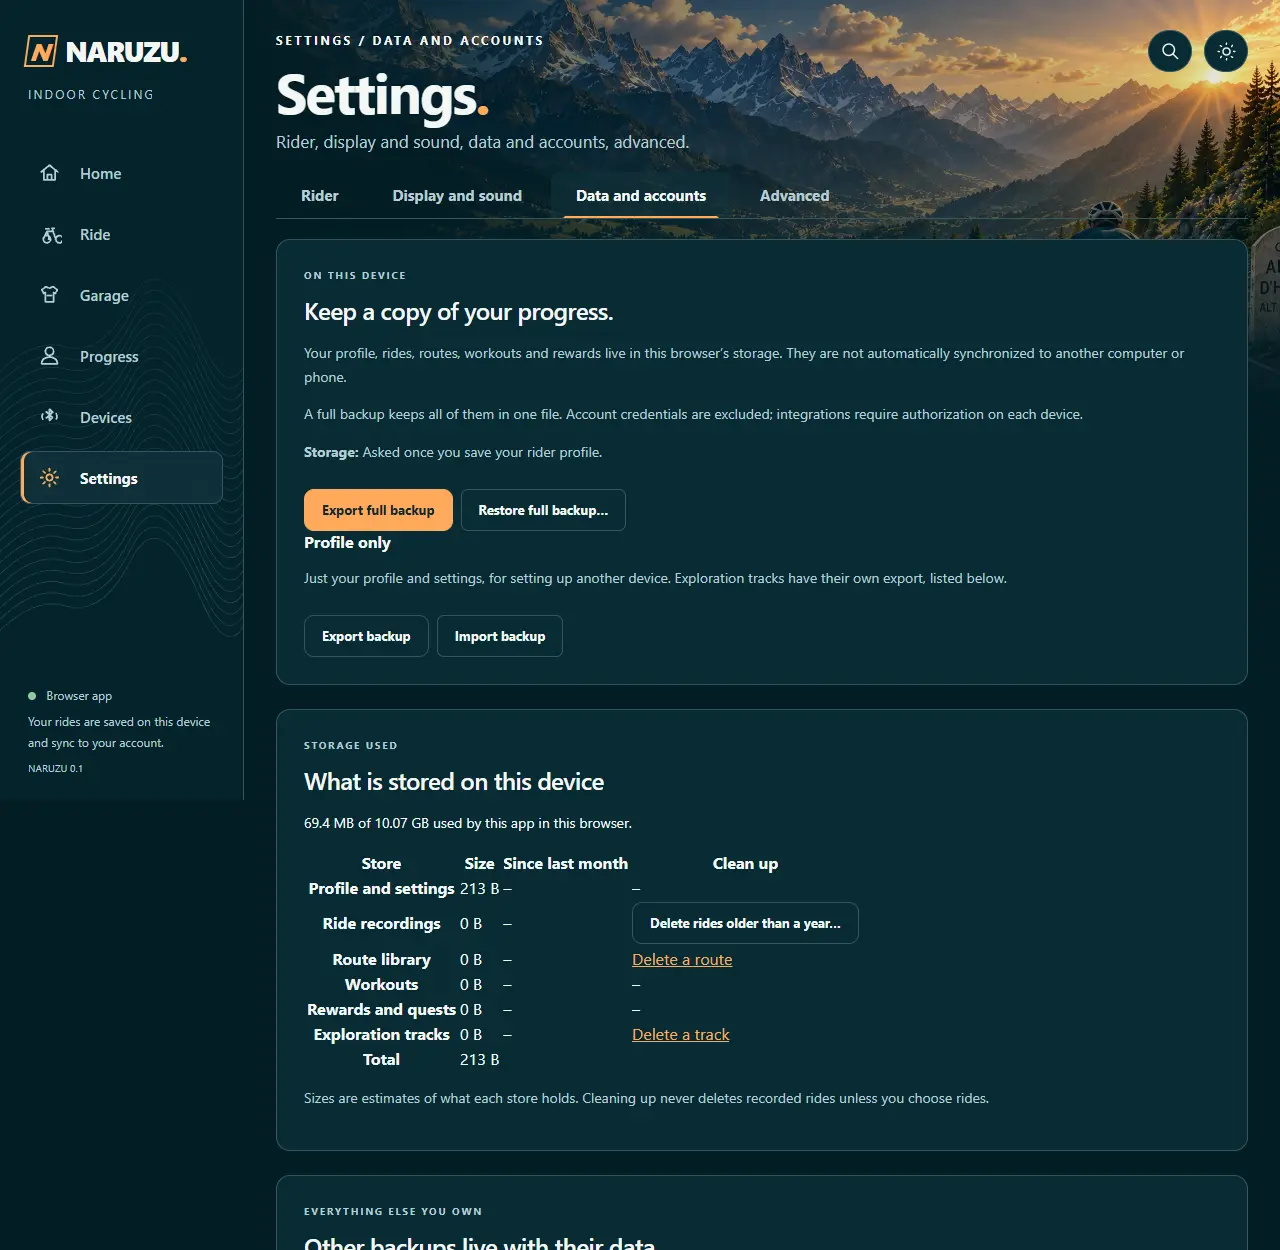 NARUZU.
INDOOR CYCLING
Home
Ride
Garage
Progress
Devices
Settings
Browser app
Your rides are saved on this device
and sync to your account.
NARUZU 0.1
SETTINGS / DATA AND ACCOUNTS
Settings.
Rider, display and sound, data and accounts, advanced.
Rider Display and sound Data and accounts Advanced
ON THIS DEVICE
Keep a copy of your progress.
Your profile, rides, routes, workouts and rewards live in this browser’s storage. They are not automatically synchronized to another computer or
phone.
A full backup keeps all of them in one file. Account credentials are excluded; integrations require authorization on each device.
Storage: Asked once you save your rider profile.
Export full backup Restore full backup...
Profile only
Just your profile and settings, for setting up another device. Exploration tracks have their own export, listed below.
Export backup Import backup
STORAGE USED
What is stored on this device
69.4 MB of 10.07 GB used by this app in this browser.
Store Size Since last month Clean up
Profile and settings 213 B – –
Ride recordings 0 B – Delete rides older than a year...
Route library 0 B – Delete a route
Workouts 0 B – –
Rewards and quests 0 B – –
Exploration tracks 0 B – Delete a track
Total 213 B
Sizes are estimates of what each store holds. Cleaning up never deletes recorded rides unless you choose rides.
EVERYTHING ELSE YOU OWN
Other backups live with their data